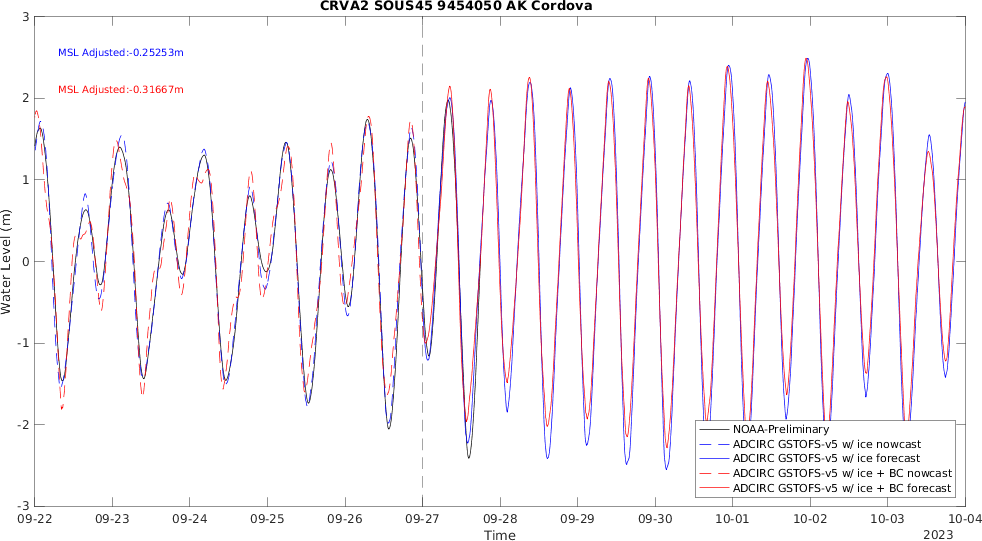 CRVA2 SOUS45 9454050 AK Cordova
MSL Adjusted:-0.25253m
MSL Adjusted:-0.31667m
3
2
1
0
-1
-2
-3
Water Level (m)
NOAA-Preliminary
ADCIRC GSTOFS-v5 w/ ice nowcast
ADCIRC GSTOFS-v5 w/ ice forecast
ADCIRC GSTOFS-v5 w/ ice + BC nowcast
ADCIRC GSTOFS-v5 w/ ice + BC forecast
09-22 09-23 09-24 09-25 09-26 09-27 09-28 09-29 09-30 10-01 10-02 10-03 10-04
Time
2023